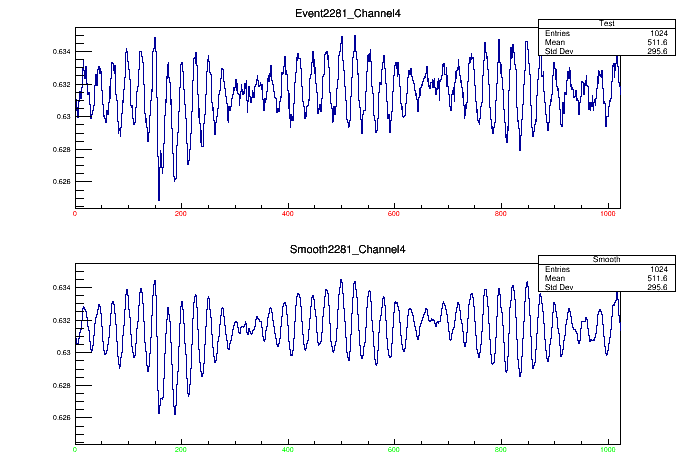 Event2281_Channel4
Test
Entries 1024
Mean 511.6
Std Dev 295.6
0.634
0.632
0.63
0.628
0.626
0 200 400 600 800 1000
Smooth2281_Channel4
Smooth
Entries 1024
Mean 511.6
Std Dev 295.6
0.634
0.632
0.63
0.628
0.626
0 200 400 600 800 1000